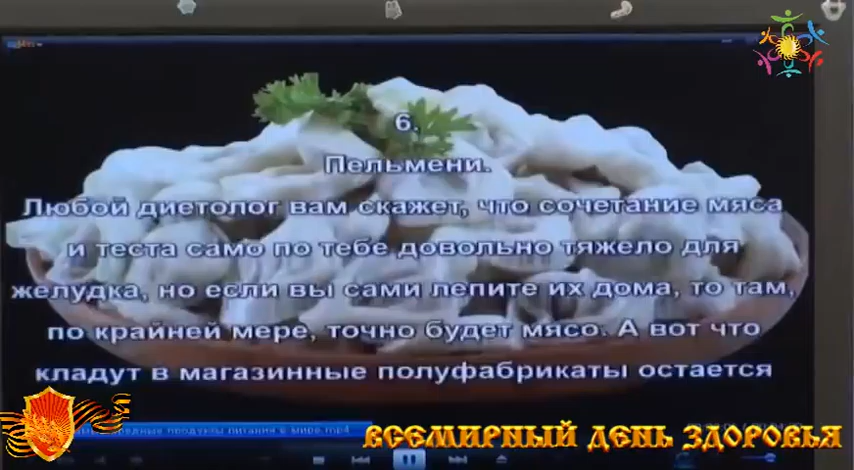 6.
Пельмени.
Любой диетолог вам скажет, что сочетание мяса
и теста само по тебе довольно тяжело для
желудка, но если вы сами лепите их дома, то там,
по крайней мере, точно будет мясо. А вот что
кладут в магазинные полуфабрикаты остается
продукты питания в мире.mp4
ВСЕМИРНЫЙ ДЕНЬ ЗДОРОВЬЯ